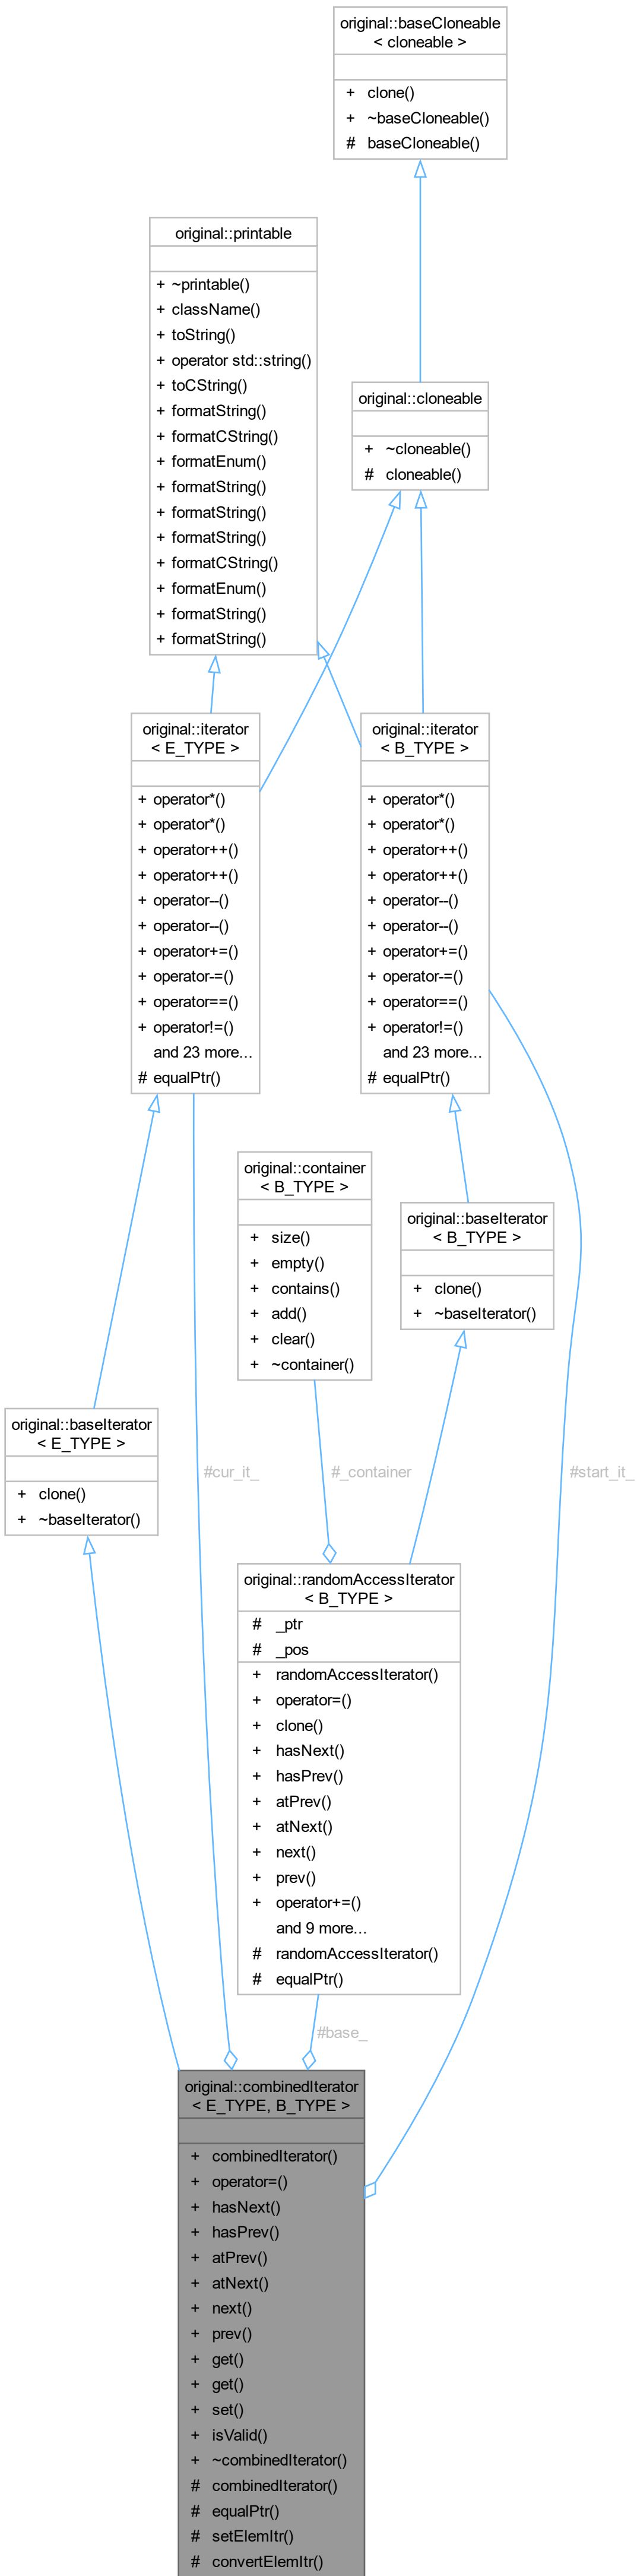 original::baseCloneable
< cloneable >
+ clone()
+ ~baseCloneable()
# baseCloneable()
original::printable
+ ~printable()
+ className()
+ toString()
+ operator std::string()
+ toCString()
+ formatString()
+ formatCString()
+ formatEnum()
+ formatString()
+ formatString()
+ formatString()
+ formatCString()
+ formatEnum()
+ formatString()
+ formatString()
original::cloneable
+ ~cloneable()
# cloneable()
original::iterator
< E_TYPE >
+ operator*()
+ operator*()
+ operator++()
+ operator++()
+ operator--()
+ operator--()
+ operator+=()
+ operator-=()
+ operator==()
+ operator!=()
and 23 more...
# equalPtr()
original::iterator
< B_TYPE >
+ operator*()
+ operator*()
+ operator++()
+ operator++()
+ operator--()
+ operator--()
+ operator+=()
+ operator-=()
+ operator==()
+ operator!=()
and 23 more...
# equalPtr()
original::container
< B_TYPE >
+ size()
+ empty()
+ contains()
+ add()
+ clear()
+ ~container()
original::baseIterator
< B_TYPE >
+ clone()
+ ~baseIterator()
original::baseIterator
< E_TYPE >
+ clone()
+ ~baseIterator()
#cur_it_
#_container
#start_it_
original::randomAccessIterator
< B_TYPE >
# _ptr
# _pos
+ randomAccessIterator()
+ operator=()
+ clone()
+ hasNext()
+ hasPrev()
+ atPrev()
+ atNext()
+ next()
+ prev()
+ operator+=()
and 9 more...
# randomAccessIterator()
# equalPtr()
#base_
original::combinedIterator
< E_TYPE, B_TYPE >
+ combinedIterator()
+ operator=()
+ hasNext()
+ hasPrev()
+ atPrev()
+ atNext()
+ next()
+ prev()
+ get()
+ get()
+ set()
+ isValid()
+ ~combinedIterator()
# combinedIterator()
# equalPtr()
# setElemItr()
# convertElemItr()